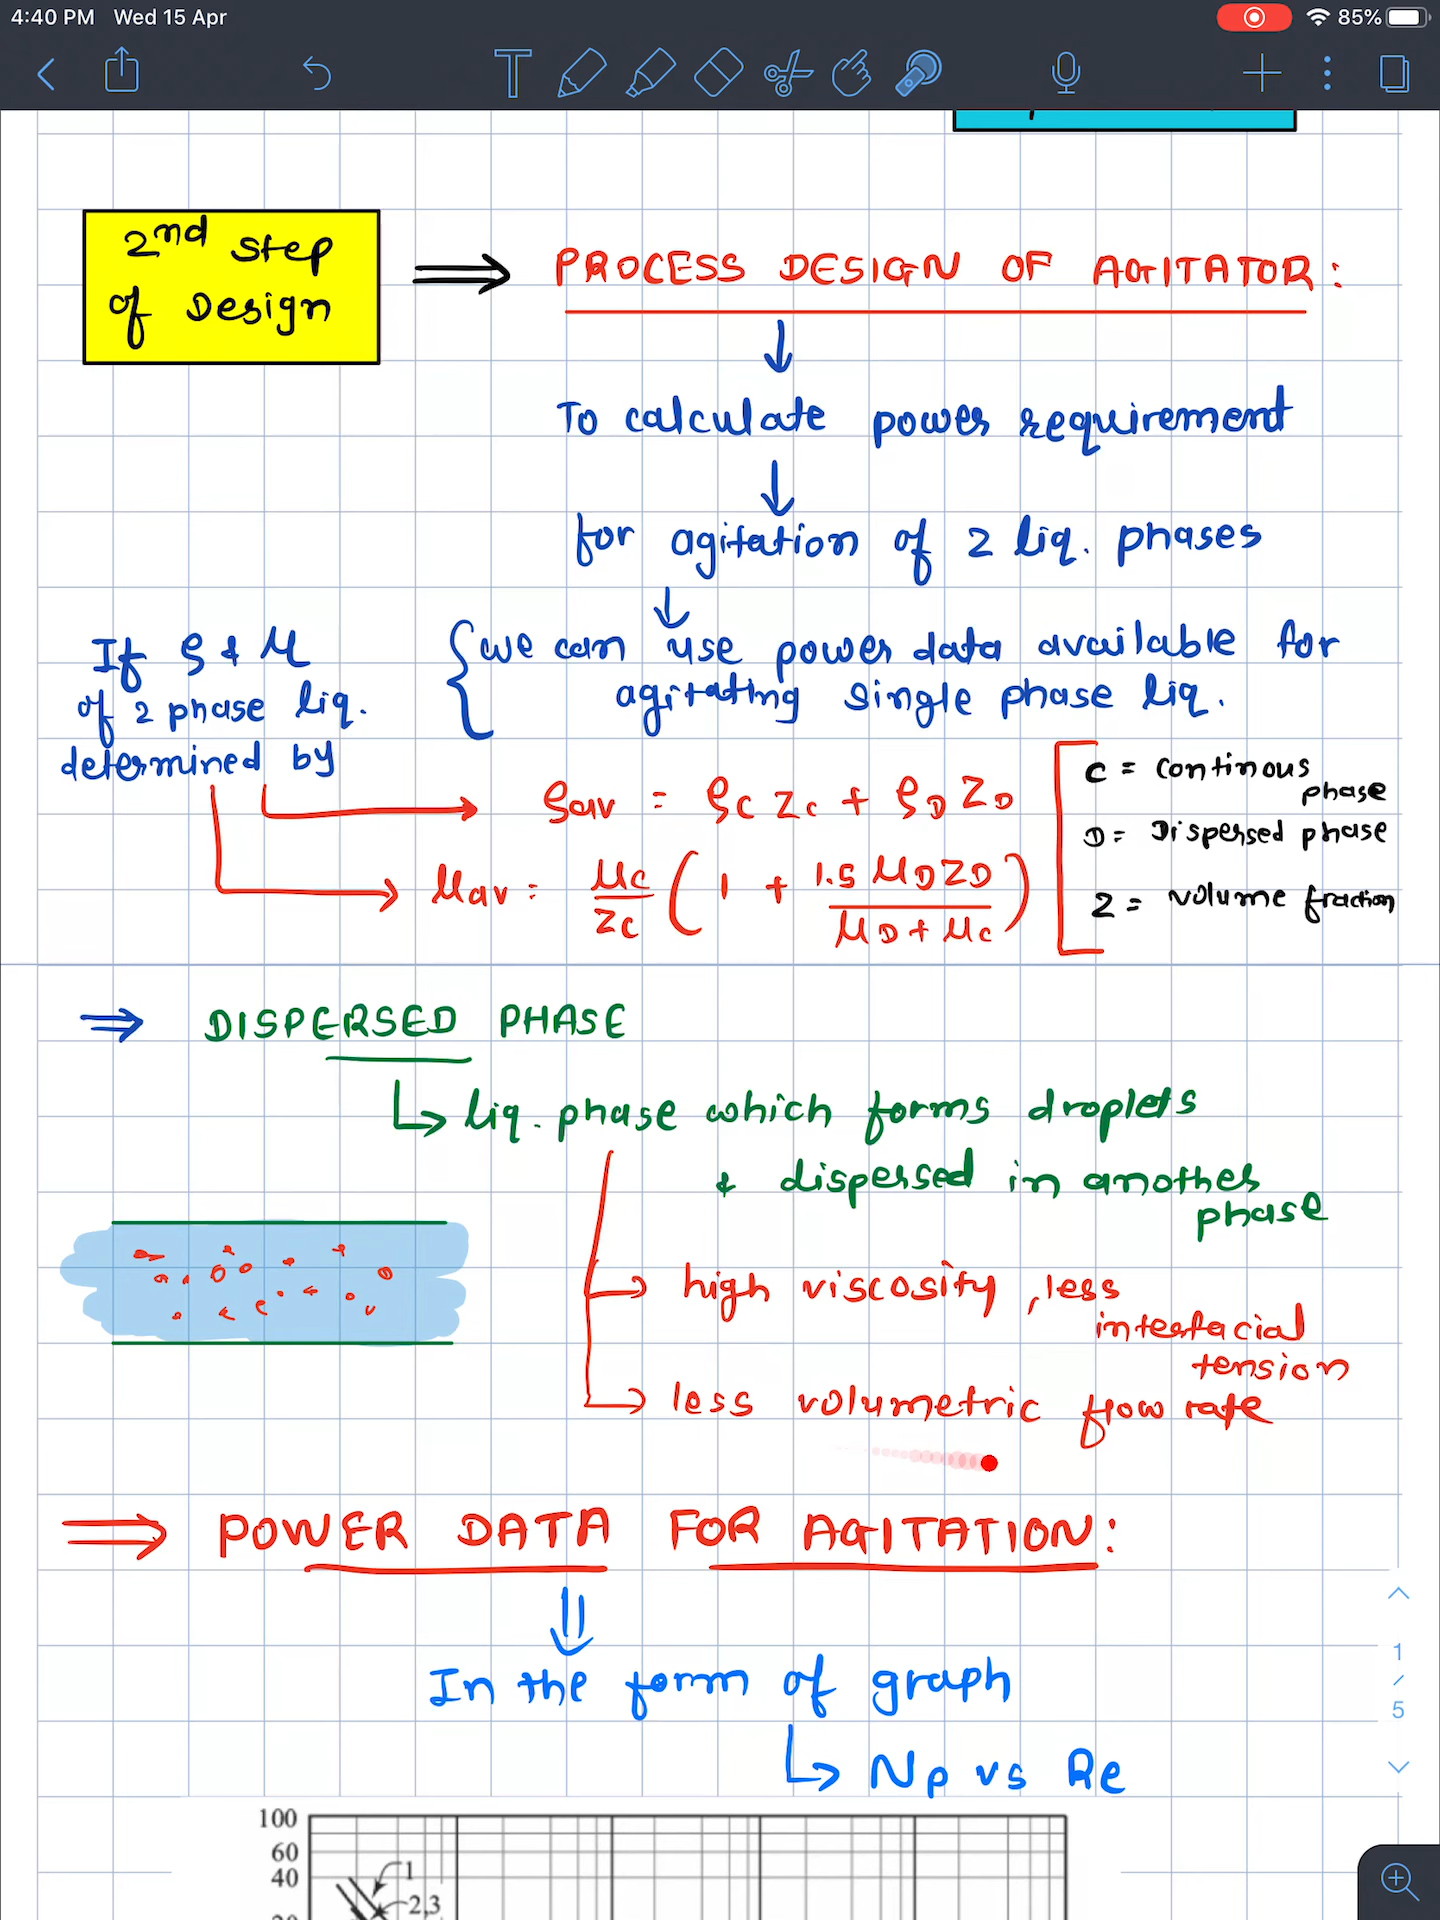 4:40 PM Wed 15 Apr
85%
2nd step
of Design
⟹ PROCESS DESIGN OF AGITATOR:
↓
To calculate power requirement
↓
for agitation of 2 liq. phases
↓
If ρ & μ
of 2 phase liq.
determined by
{we can use power data available for
agitating single phase liq.
ρav = ρC ZC + ρD ZD
μav = μC/ZC (1 + 1.5 μD ZD / μD + μC)
C = Continous
phase
D = Dispersed phase
Z = volume fraction
⇒ DISPERSED PHASE
↳ liq. phase which forms droplets
& dispersed in another
phase
→ high viscosity, less
interfacial
tension
→ less volumetric flow rate
⟹ POWER DATA FOR AGITATION:
⇓
In the form of graph
↳ Np vs Re
1
/
5
100
60
40
20
1
2,3